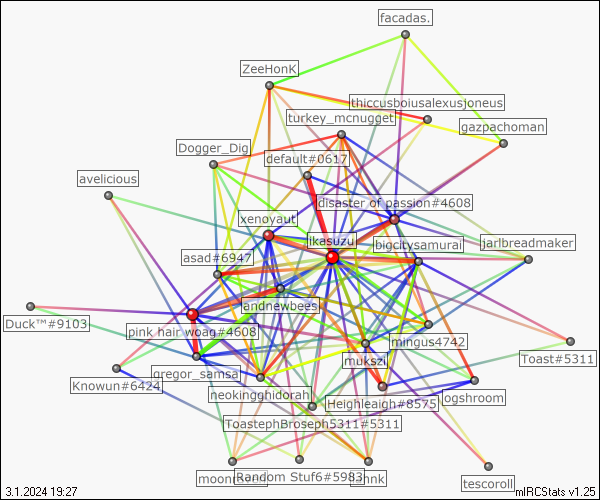 facadas.
ZeeHonK
thiccusboiusalexusjoneus
turkey_mcnugget
gazpachoman
Dogger_Dig
default#0617
avelicious
disaster of passion#4608
xenoyaut
ikasuzu
bigcitysamurai
jarlbreadmaker
asad#6947
andnewbees
Duck™#9103
pink hair woag#4608
mingus4742
Toast#5311
mukszi
gregor_samsa
Knowun#6424
neokingghidorah
Heighleaigh#8575
ogshroom
ToastephBroseph5311#5311
Random Stuf6#5983
tescoroll
3.1.2024 19:27
mIRCStats v1.25